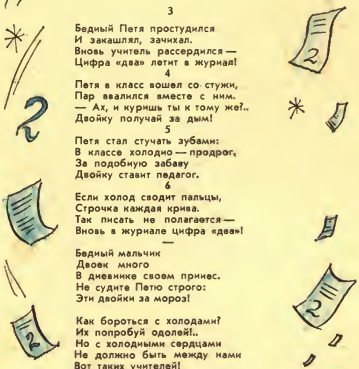 3
Бедный Петя простудился
И закашлял, зачихал.
Вновь учитель рассердился —
Цифра «два» летит в журнал!
4
Петя в класс вошел со стужи,
Пар ввалился вместе с ним.
— Ах, и куришь ты к тому же?..
Двойку получай за дым!
5
Петя стал стучать зубами:
В классе холодно — продрог,
За подобную забаву
Двойку ставит педагог.
6
Если холод сводит пальцы,
Строчка каждая крива.
Так писать не полагается —
Вновь в журнале цифра «два»!
—
Бедный мальчик
Двоек много
В дневнике своем принес.
Не судите Петю строго:
Эти двойки за мороз!
Как бороться с холодами?
Их попробуй одолей!..
Но с холодными сердцами
Не должно быть между нами
Вот таких учителей!
2
2
2
2